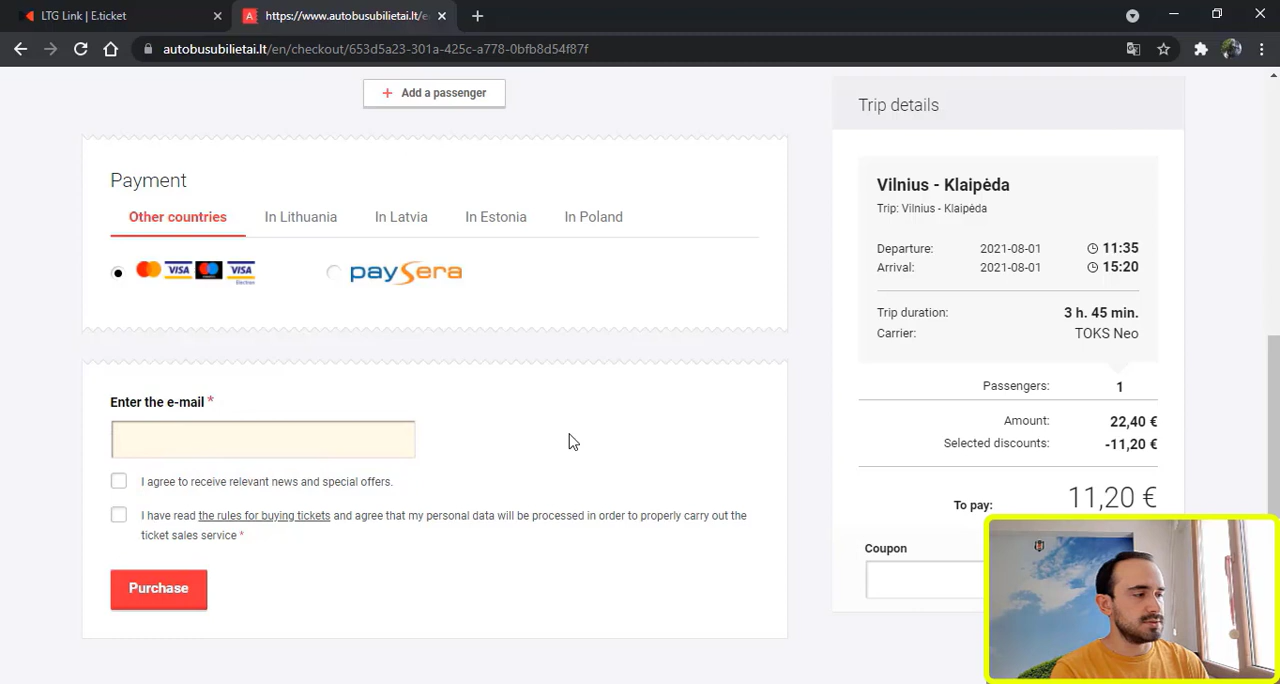 LTG Link | E.ticket
https://www.autobusubilietai.lt/e
autobusubilietai.lt/en/checkout/653d5a23-301a-425c-a778-0bfb8d54f87f
+ Add a passenger
Payment
Other countries In Lithuania In Latvia In Estonia In Poland
VISA VISA Electron
paysera
Enter the e-mail *
I agree to receive relevant news and special offers.
I have read the rules for buying tickets and agree that my personal data will be processed in order to properly carry out the
ticket sales service *
Purchase
Trip details
Vilnius - Klaipėda
Trip: Vilnius - Klaipėda
Departure: 2021-08-01 11:35
Arrival: 2021-08-01 15:20
Trip duration: 3 h. 45 min.
Carrier: TOKS Neo
Passengers: 1
Amount: 22,40 €
Selected discounts: -11,20 €
To pay: 11,20 €
Coupon